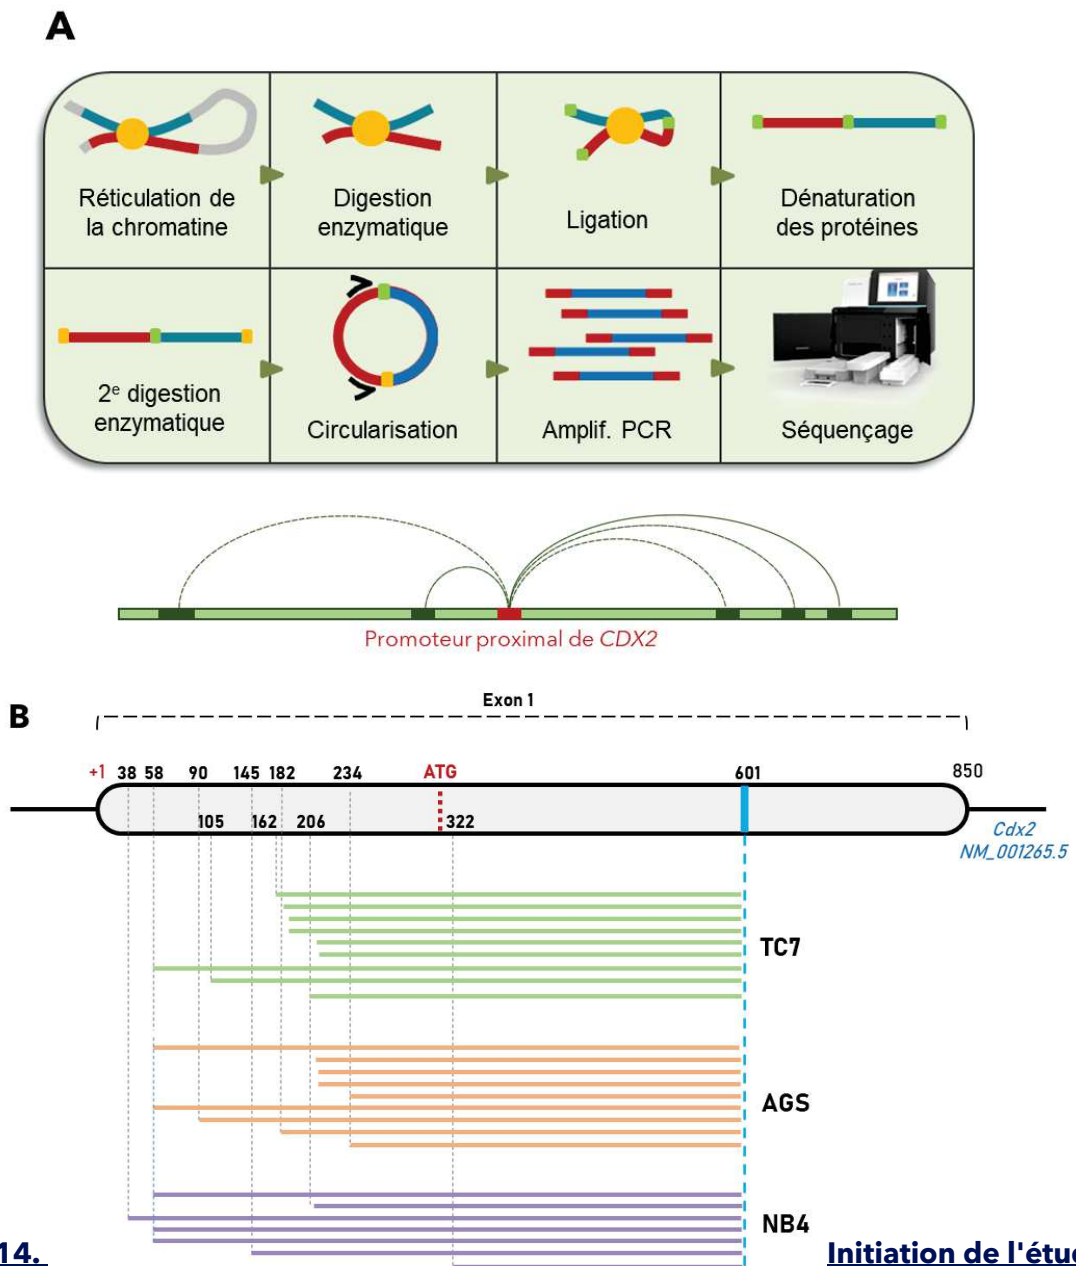 A
Réticulation de
la chromatine
Digestion
enzymatique
Ligation
Dénaturation
des protéines
2e digestion
enzymatique
Circularisation
Amplif. PCR
Séquençage
Promoteur proximal de CDX2
B
Exon 1
+1 38 58 90 145 182 234 ATG 601 850
105 162 206 322
Cdx2
NM_001265.5
TC7
AGS
NB4
14.
Initiation de l'étu